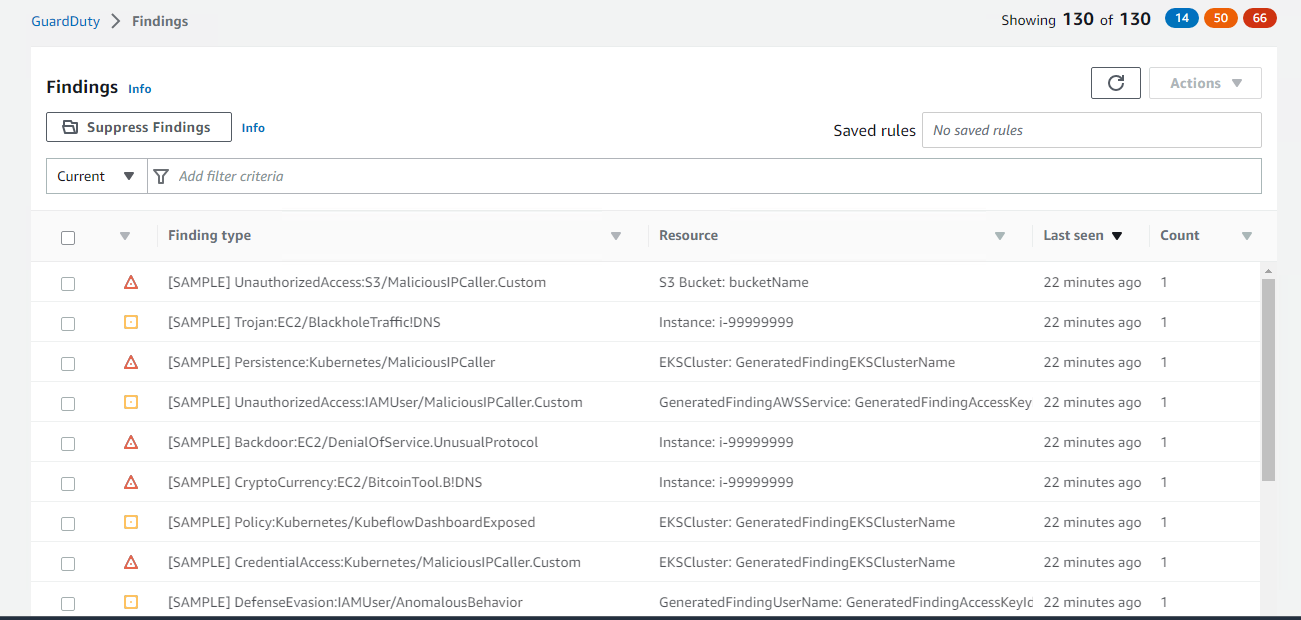 GuardDuty > Findings
Showing 130 of 130 14 50 66
Findings Info
Actions
Suppress Findings Info
Saved rules No saved rules
Current Add filter criteria
Finding type Resource Last seen Count
[SAMPLE] UnauthorizedAccess:S3/MaliciousIPCaller.Custom S3 Bucket: bucketName 22 minutes ago 1
[SAMPLE] Trojan:EC2/BlackholeTraffic!DNS Instance: i-99999999 22 minutes ago 1
[SAMPLE] Persistence:Kubernetes/MaliciousIPCaller EKSCluster: GeneratedFindingEKSClusterName 22 minutes ago 1
[SAMPLE] UnauthorizedAccess:IAMUser/MaliciousIPCaller.Custom GeneratedFindingAWSService: GeneratedFindingAccessKey 22 minutes ago 1
[SAMPLE] Backdoor:EC2/DenialOfService.UnusualProtocol Instance: i-99999999 22 minutes ago 1
[SAMPLE] CryptoCurrency:EC2/BitcoinTool.B!DNS Instance: i-99999999 22 minutes ago 1
[SAMPLE] Policy:Kubernetes/KubeflowDashboardExposed EKSCluster: GeneratedFindingEKSClusterName 22 minutes ago 1
[SAMPLE] CredentialAccess:Kubernetes/MaliciousIPCaller.Custom EKSCluster: GeneratedFindingEKSClusterName 22 minutes ago 1
[SAMPLE] DefenseEvasion:IAMUser/AnomalousBehavior GeneratedFindingUserName: GeneratedFindingAccessKeyId 22 minutes ago 1